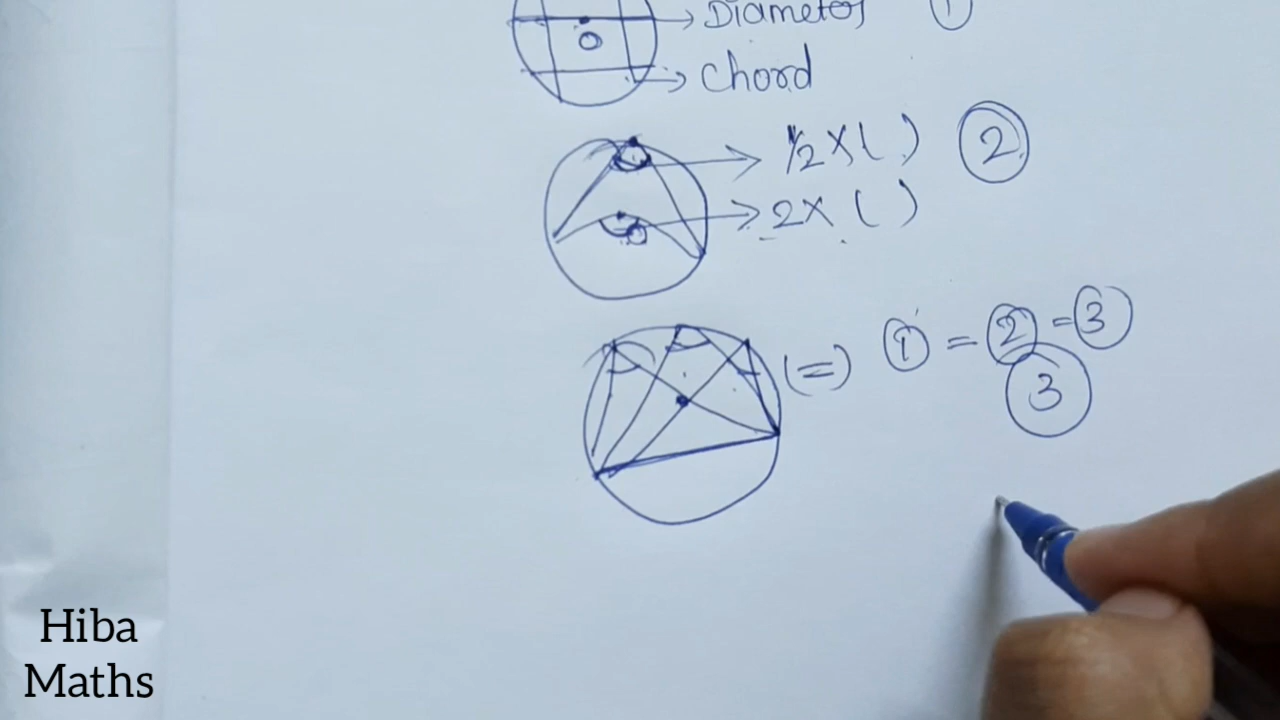 Diameter 1
O
Chord
1/2 X ( ) 2
2 X ( )
O
(=) 1 = 2 = 3
3
Hiba
Maths